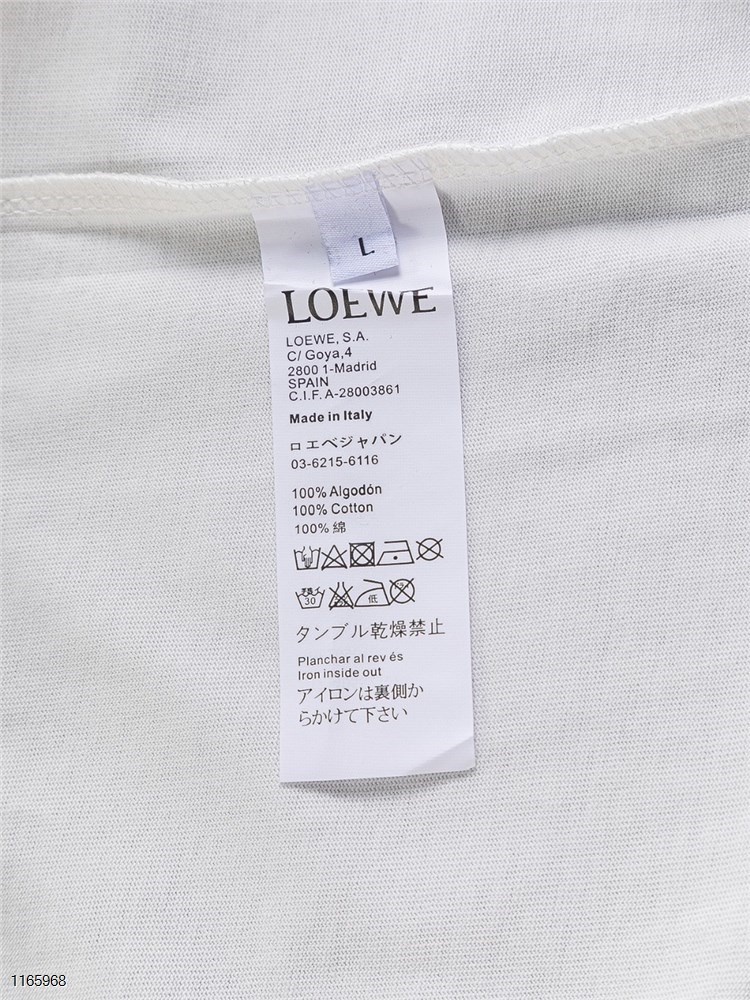 L
LOEWE
LOEWE, S.A.
C/ Goya,4
2800 1-Madrid
SPAIN
C.I.F. A-28003861
Made in Italy
ロエベジャパン
03-6215-6116
100% Algodón
100% Cotton
100% 綿
30
低
タンブル乾燥禁止
Planchar al rev és
Iron inside out
アイロンは裏側か
らかけて下さい
1165968